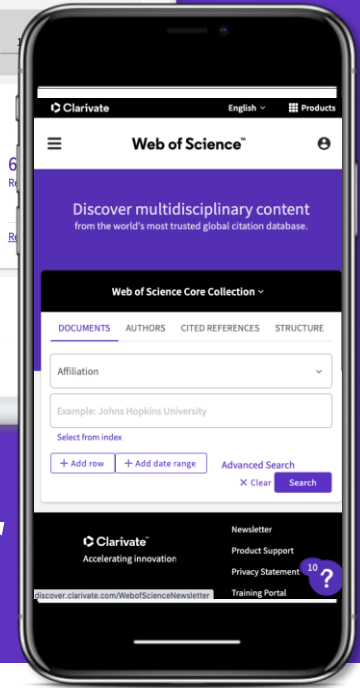 Clarivate English Products
Web of Science™
Discover multidisciplinary content
from the world's most trusted global citation database.
Web of Science Core Collection
DOCUMENTS AUTHORS CITED REFERENCES STRUCTURE
Affiliation
Example: Johns Hopkins University
Select from index
+ Add row + Add date range Advanced Search
× Clear Search
Clarivate™
Accelerating innovation
Newsletter
Product Support
Privacy Statement
10
?
Training Portal
discover.clarivate.com/WebofScienceNewsletter